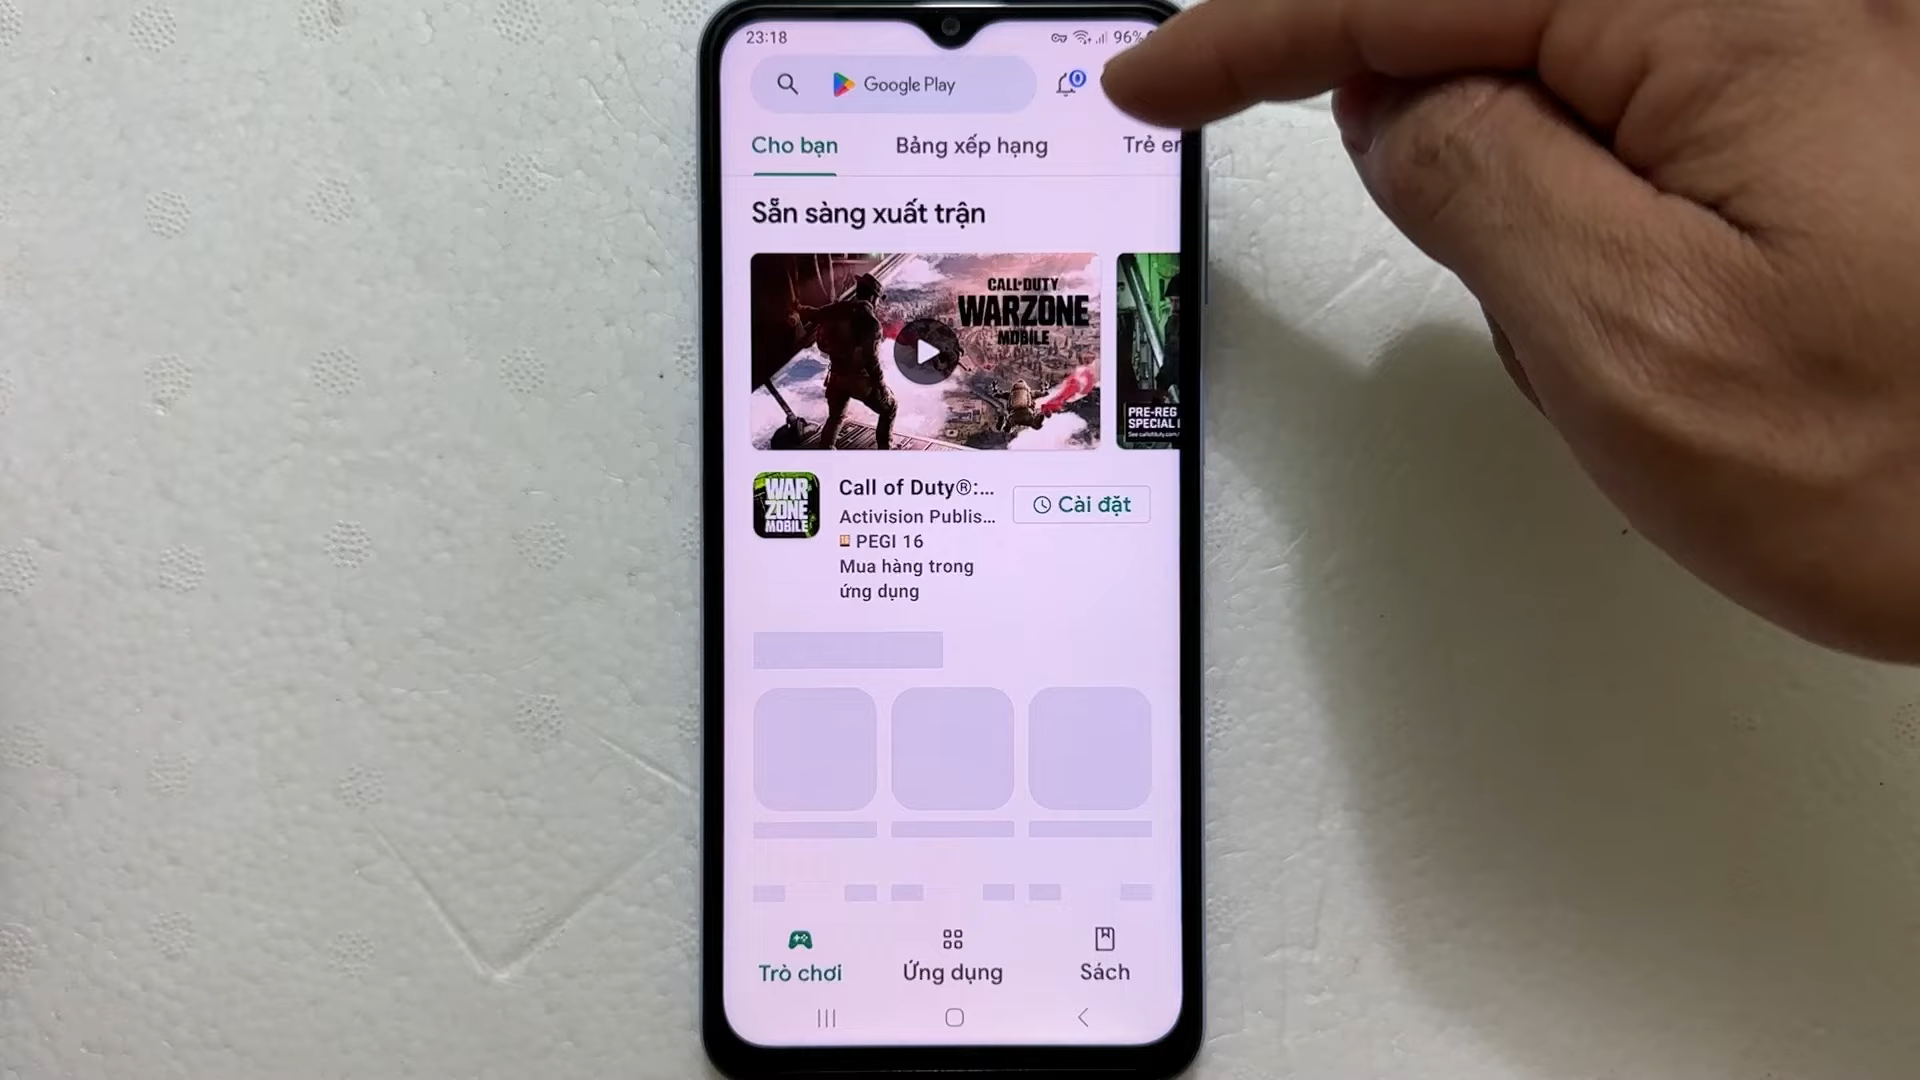 23:18
96%
Google Play
0
Cho bạn
Bảng xếp hạng
Trẻ er
Sẵn sàng xuất trận
CALL·DUTY
WARZONE
MOBILE
PRE-REG
SPECIAL
WAR
ZONE
MOBILE
Call of Duty®:...
Cài đặt
Activision Publis...
PEGI 16
Mua hàng trong
ứng dụng
Trò chơi
Ứng dụng
Sách